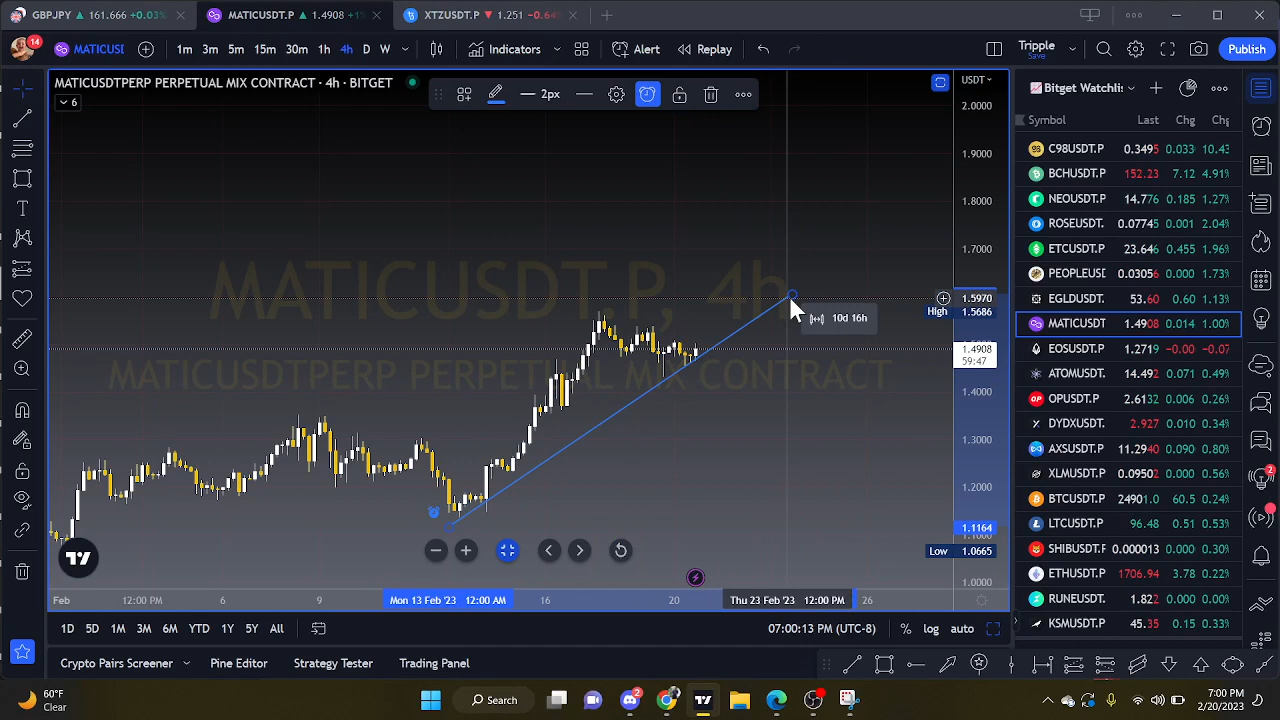 GBPJPY ▲ 161.666 +0.03%
MATICUSDT.P ▲ 1.4908 +1%
XTZUSDT.P ▼ 1.251 −0.64%
14
MATICUSD
1m 3m 5m 15m 30m 1h 4h D W
Indicators
Alert
Replay
Tripple
Save
Publish
MATICUSDTPERP PERPETUAL MIX CONTRACT · 4h · BITGET
6
2px
USDT
Bitget Watchlis
Symbol Last Chg Chg
C98USDT.P 0.3495 0.033 10.43
BCHUSDT.P 152.23 7.12 4.91%
NEOUSDT.P 14.776 0.185 1.27%
ROSEUSDT. 0.07745 0.001 2.04%
ETCUSDT.P 23.646 0.455 1.96%
PEOPLEUSD 0.03056 0.000 1.73%
EGLDUSDT. 53.60 0.60 1.13%
MATICUSDT 1.4908 0.014 1.00%
EOSUSDT.P 1.2719 −0.00 −0.07
ATOMUSDT. 14.492 0.071 0.49%
OPUSDT.P 2.6132 0.006 0.26%
DYDXUSDT. 2.927 0.010 0.34%
AXSUSDT.P 11.2940 0.090 0.80%
XLMUSDT.P 0.09502 0.000 0.56%
BTCUSDT.P 24901.0 60.5 0.24%
LTCUSDT.P 96.48 0.51 0.53%
SHIBUSDT.F 0.000013 0.000 0.30%
ETHUSDT.P 1706.94 3.78 0.22%
RUNEUSDT. 1.822 0.000 0.00%
KSMUSDT.P 45.35 0.15 0.33%
2.0000
1.9000
1.8000
1.7000
1.5970
High 1.5686
1.4908
59:47
1.4000
1.3000
1.2000
1.1164
1.1000
Low 1.0665
1.0000
MATICUSDT.P, 4h
MATICUSDTPERP PERPETUAL MIX CONTRACT
10d 16h
2
Feb 12:00 PM 6 9 Mon 13 Feb '23 12:00 AM 16 20 Thu 23 Feb '23 12:00 PM 26
1D 5D 1M 3M 6M YTD 1Y 5Y All
07:00:13 PM (UTC-8) % log auto
Crypto Pairs Screener Pine Editor Strategy Tester Trading Panel
60°F
Clear
Search
2
7:00 PM
2/20/2023